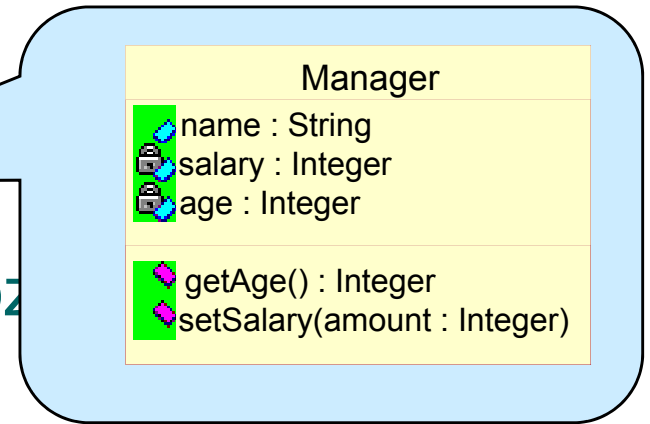 Manager
name : String
salary : Integer
age : Integer
getAge() : Integer
setSalary(amount : Integer)